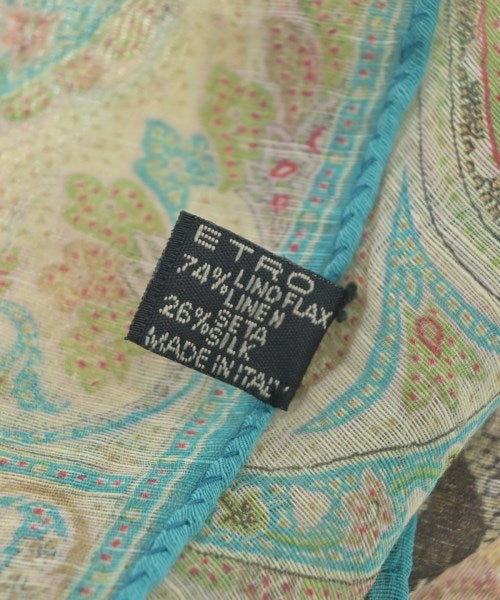 ETRO
74% LINO FLAX
LINEN
SETA
26% SILK
MADE IN ITALY